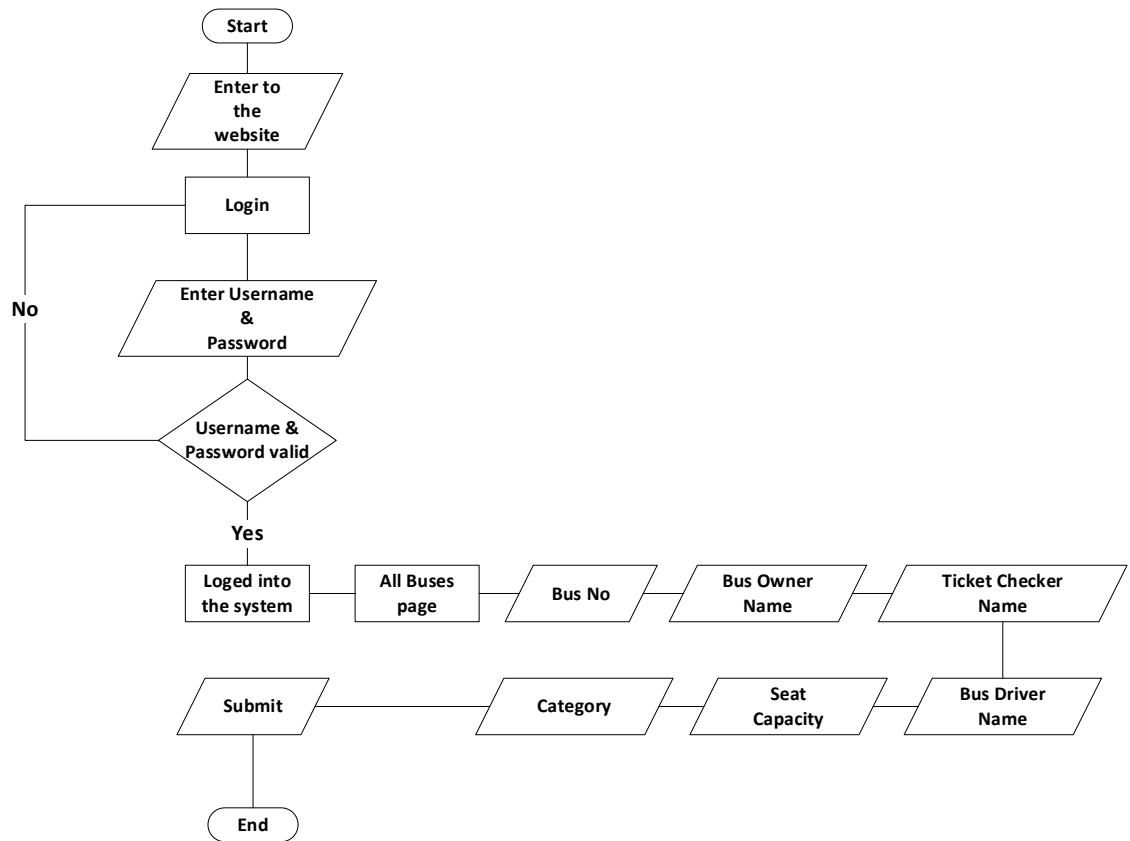 Start
Enter to
the
website
Login
No
Enter Username
&
Password
Username &
Password valid
Yes
Loged into
the system
All Buses
page
Bus No
Bus Owner
Name
Ticket Checker
Name
Bus Driver
Name
Seat
Capacity
Category
Submit
End